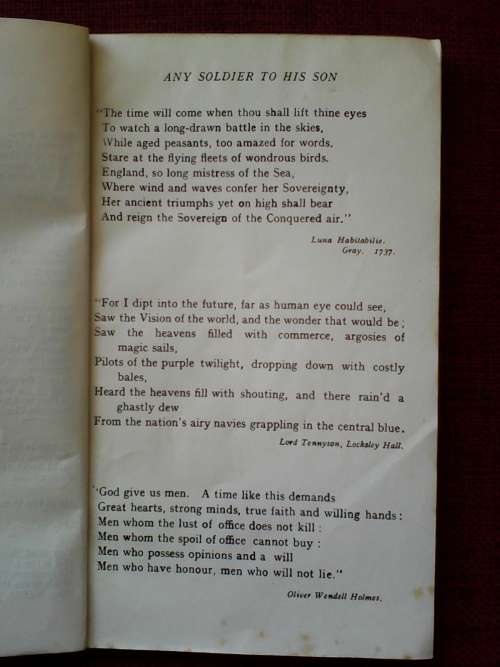 ANY SOLDIER TO HIS SON
"The time will come when thou shall lift thine eyes
To watch a long-drawn battle in the skies,
While aged peasants, too amazed for words,
Stare at the flying fleets of wondrous birds.
England, so long mistress of the Sea,
Where wind and waves confer her Sovereignty,
Her ancient triumphs yet on high shall bear
And reign the Sovereign of the Conquered air."
Luna Habitabilis.
Gray. 1737.
"For I dipt into the future, far as human eye could see,
Saw the Vision of the world, and the wonder that would be;
Saw the heavens filled with commerce, argosies of
magic sails,
Pilots of the purple twilight, dropping down with costly
bales,
Heard the heavens fill with shouting, and there rain'd a
ghastly dew
From the nation's airy navies grappling in the central blue.
Lord Tennyson, Locksley Hall.
"God give us men. A time like this demands
Great hearts, strong minds, true faith and willing hands:
Men whom the lust of office does not kill:
Men whom the spoil of office cannot buy:
Men who possess opinions and a will
Men who have honour, men who will not lie."
Oliver Wendell Holmes.